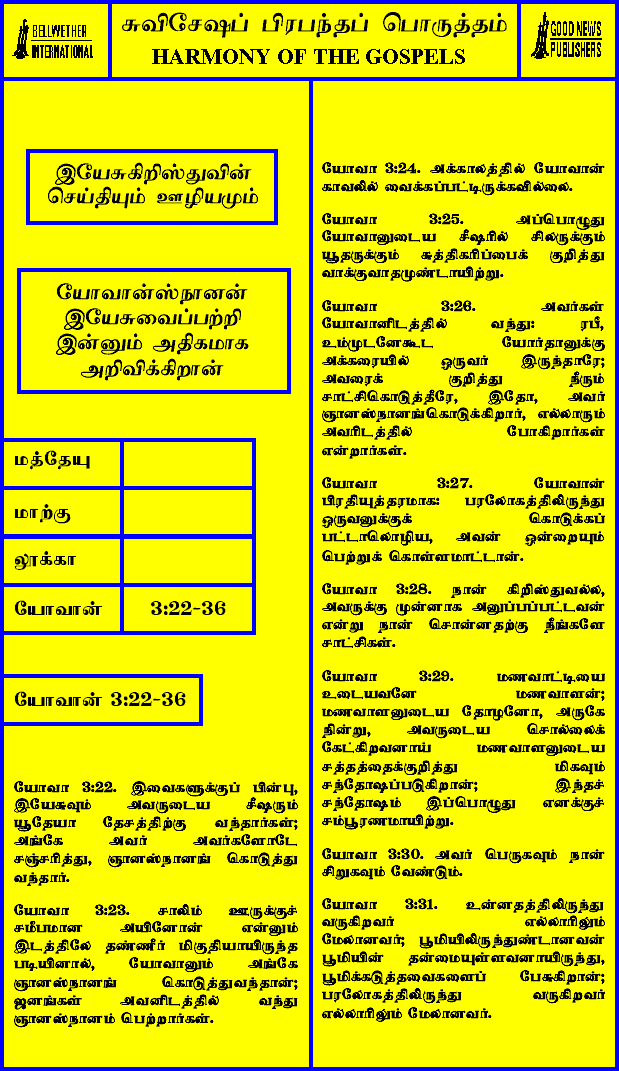 BELLWETHER
INTERNATIONAL
சுவிசேஷப் பிரபந்தப் பொருத்தம்
HARMONY OF THE GOSPELS
GOOD NEWS
PUBLISHERS
இயேசுகிறிஸ்துவின்
செய்தியும் ஊழியமும்
யோவான்ஸ்நானன்
இயேசுவைப்பற்றி
இன்னும் அதிகமாக
அறிவிக்கிறான்
மத்தேயு
மாற்கு
லூக்கா
யோவான் 3:22-36
யோவான் 3:22-36
யோவா 3:22. இவைகளுக்குப் பின்பு,
இயேசுவும் அவருடைய சீஷரும்
யூதேயா தேசத்திற்கு வந்தார்கள்;
அங்கே அவர் அவர்களோடே
சஞ்சரித்து, ஞானஸ்நானங் கொடுத்து
வந்தார்.
யோவா 3:23. சாலிம் ஊருக்குச்
சமீபமான அயினோன் என்னும்
இடத்திலே தண்ணீர் மிகுதியாயிருந்த
படியினால், யோவானும் அங்கே
ஞானஸ்நானங் கொடுத்துவந்தான்;
ஜனங்கள் அவனிடத்தில் வந்து
ஞானஸ்நானம் பெற்றார்கள்.
யோவா 3:24. அக்காலத்தில் யோவான்
காவலில் வைக்கப்பட்டிருக்கவில்லை.
யோவா 3:25. அப்பொழுது
யோவானுடைய சீஷரில் சிலருக்கும்
யூதருக்கும் சுத்திகரிப்பைக் குறித்து
வாக்குவாதமுண்டாயிற்று.
யோவா 3:26. அவர்கள்
யோவானிடத்தில் வந்து: ரபீ,
உம்முடனேகூட யோர்தானுக்கு
அக்கரையில் ஒருவர் இருந்தாரே;
அவரைக் குறித்து நீரும்
சாட்சிகொடுத்தீரே, இதோ, அவர்
ஞானஸ்நானங்கொடுக்கிறார், எல்லாரும்
அவரிடத்தில் போகிறார்கள்
என்றார்கள்.
யோவா 3:27. யோவான்
பிரதியுத்தரமாக: பரலோகத்திலிருந்து
ஒருவனுக்குக் கொடுக்கப்
பட்டாலொழிய, அவன் ஒன்றையும்
பெற்றுக் கொள்ளமாட்டான்.
யோவா 3:28. நான் கிறிஸ்துவல்ல,
அவருக்கு முன்னாக அனுப்பப்பட்டவன்
என்று நான் சொன்னதற்கு நீங்களே
சாட்சிகள்.
யோவா 3:29. மணவாட்டியை
உடையவனே மணவாளன்;
மணவாளனுடைய தோழனோ, அருகே
நின்று, அவருடைய சொல்லைக்
கேட்கிறவனாய் மணவாளனுடைய
சத்தத்தைக்குறித்து மிகவும்
சந்தோஷப்படுகிறான்; இந்தச்
சந்தோஷம் இப்பொழுது எனக்குச்
சம்பூரணமாயிற்று.
யோவா 3:30. அவர் பெருகவும் நான்
சிறுகவும் வேண்டும்.
யோவா 3:31. உன்னதத்திலிருந்து
வருகிறவர் எல்லாரிலும்
மேலானவர்; பூமியிலிருந்துண்டானவன்
பூமியின் தன்மையுள்ளவனாயிருந்து,
பூமிக்கடுத்தவைகளைப் பேசுகிறான்;
பரலோகத்திலிருந்து வருகிறவர்
எல்லாரிலும் மேலானவர்.